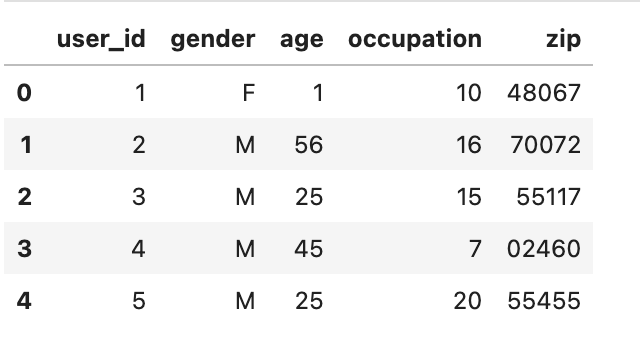 user_id gender age occupation zip
0 1 F 1 10 48067
1 2 M 56 16 70072
2 3 M 25 15 55117
3 4 M 45 7 02460
4 5 M 25 20 55455